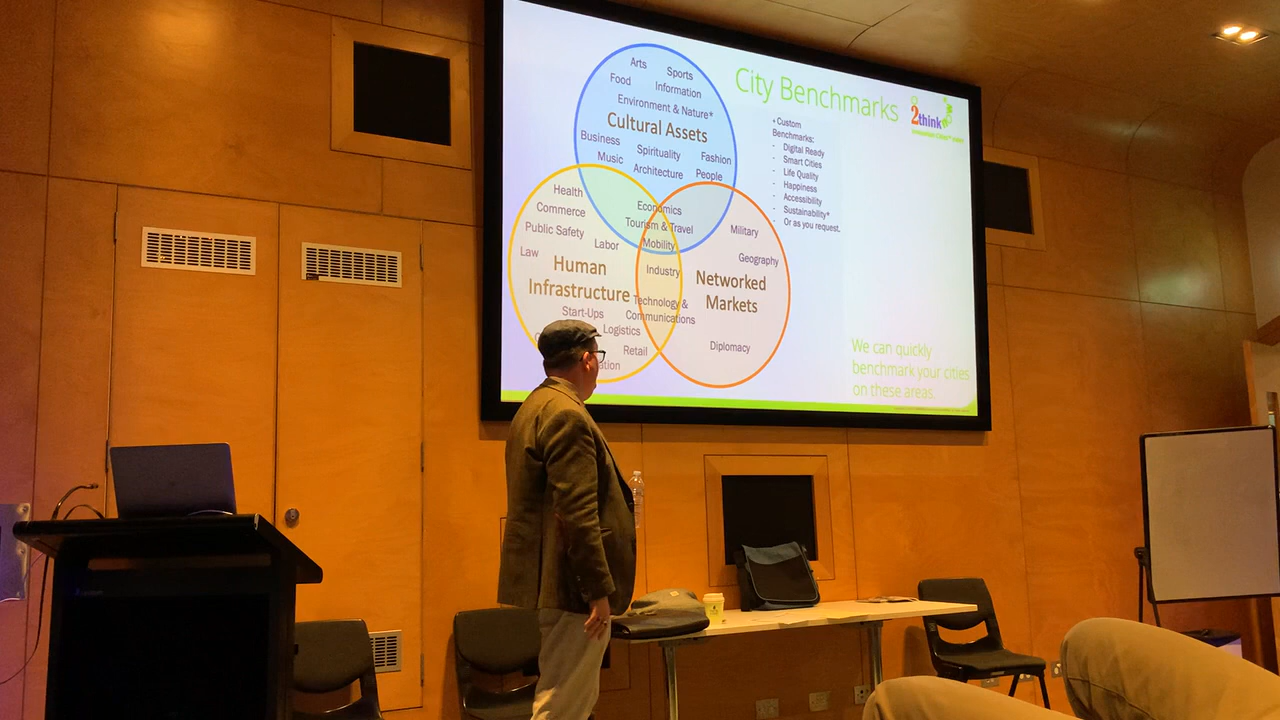 City Benchmarks
2think
Arts
Sports
Food
Information
Environment & Nature*
Cultural Assets
Business
Spirituality
Fashion
Music
Architecture
People
Health
Commerce
Public Safety
Labor
Law
Human
Infrastructure
Start-Ups
Logistics
Retail
Economics
Tourism & Travel
Mobility
Industry
Technology &
Communications
Military
Geography
Networked
Markets
Diplomacy
+ Custom
Benchmarks:
- Digital Ready
- Smart Cities
- Life Quality
- Happiness
- Accessibility
- Sustainability*
- Or as you request.
We can quickly
benchmark your cities
on these areas.